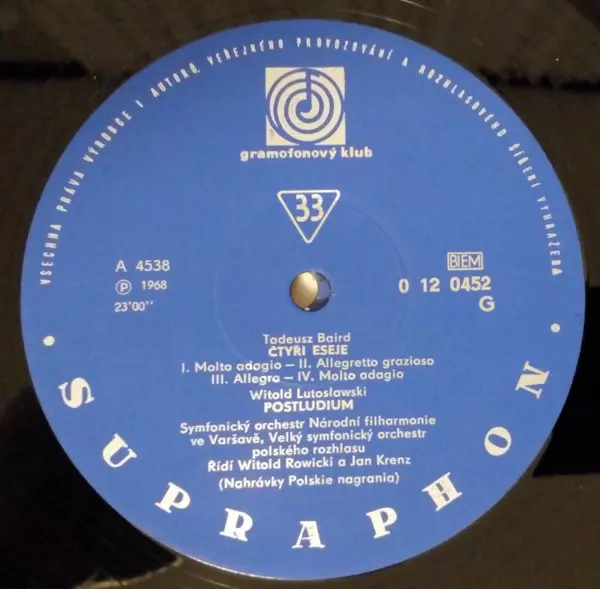 VŠECHNA PRÁVA VÝROBCE I AUTORŮ, VEŘEJNÉHO PROVOZOVÁNÍ A ROZHLASOVÉHO ŠÍŘENÍ VYHRAZENA
gramofonový klub
33
A 4538
Ⓟ 1968
23'00''
BIEM
0 12 0452
G
Tadeusz Baird
ČTYŘI ESEJE
I. Molto adagio – II. Allegretto grazioso
III. Allegro – IV. Molto adagio
Witold Lutosławski
POSTLUDIUM
Symfonický orchestr Národní filharmonie
ve Varšavě, Velký symfonický orchestr
polského rozhlasu
Řídí Witold Rowicki a Jan Krenz
(Nahrávky Polskie nagrania)
• SUPRAPHON •